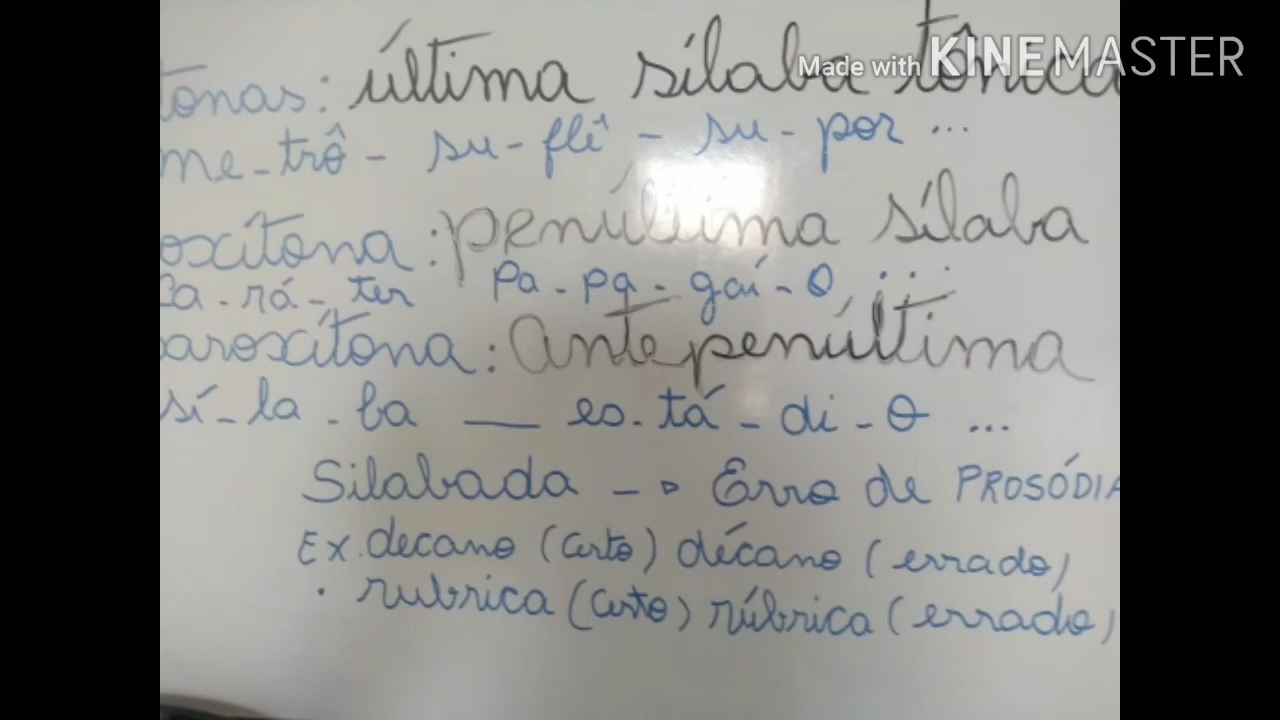 Made with KINEMASTER
tonas: última sílaba tônica
me-trô - su-flê - su-por ...
oxítona: penúltima sílaba
Ca-rá-ter Pa-pa-gai-o, ...
paroxítona: antepenúltima
sí-la-ba — es-tá-di-o ...
Silabada -→ Erro de PROSÓDIA
Ex. decano (certo) décano (errado)
· rubrica (certo) rúbrica (errado)